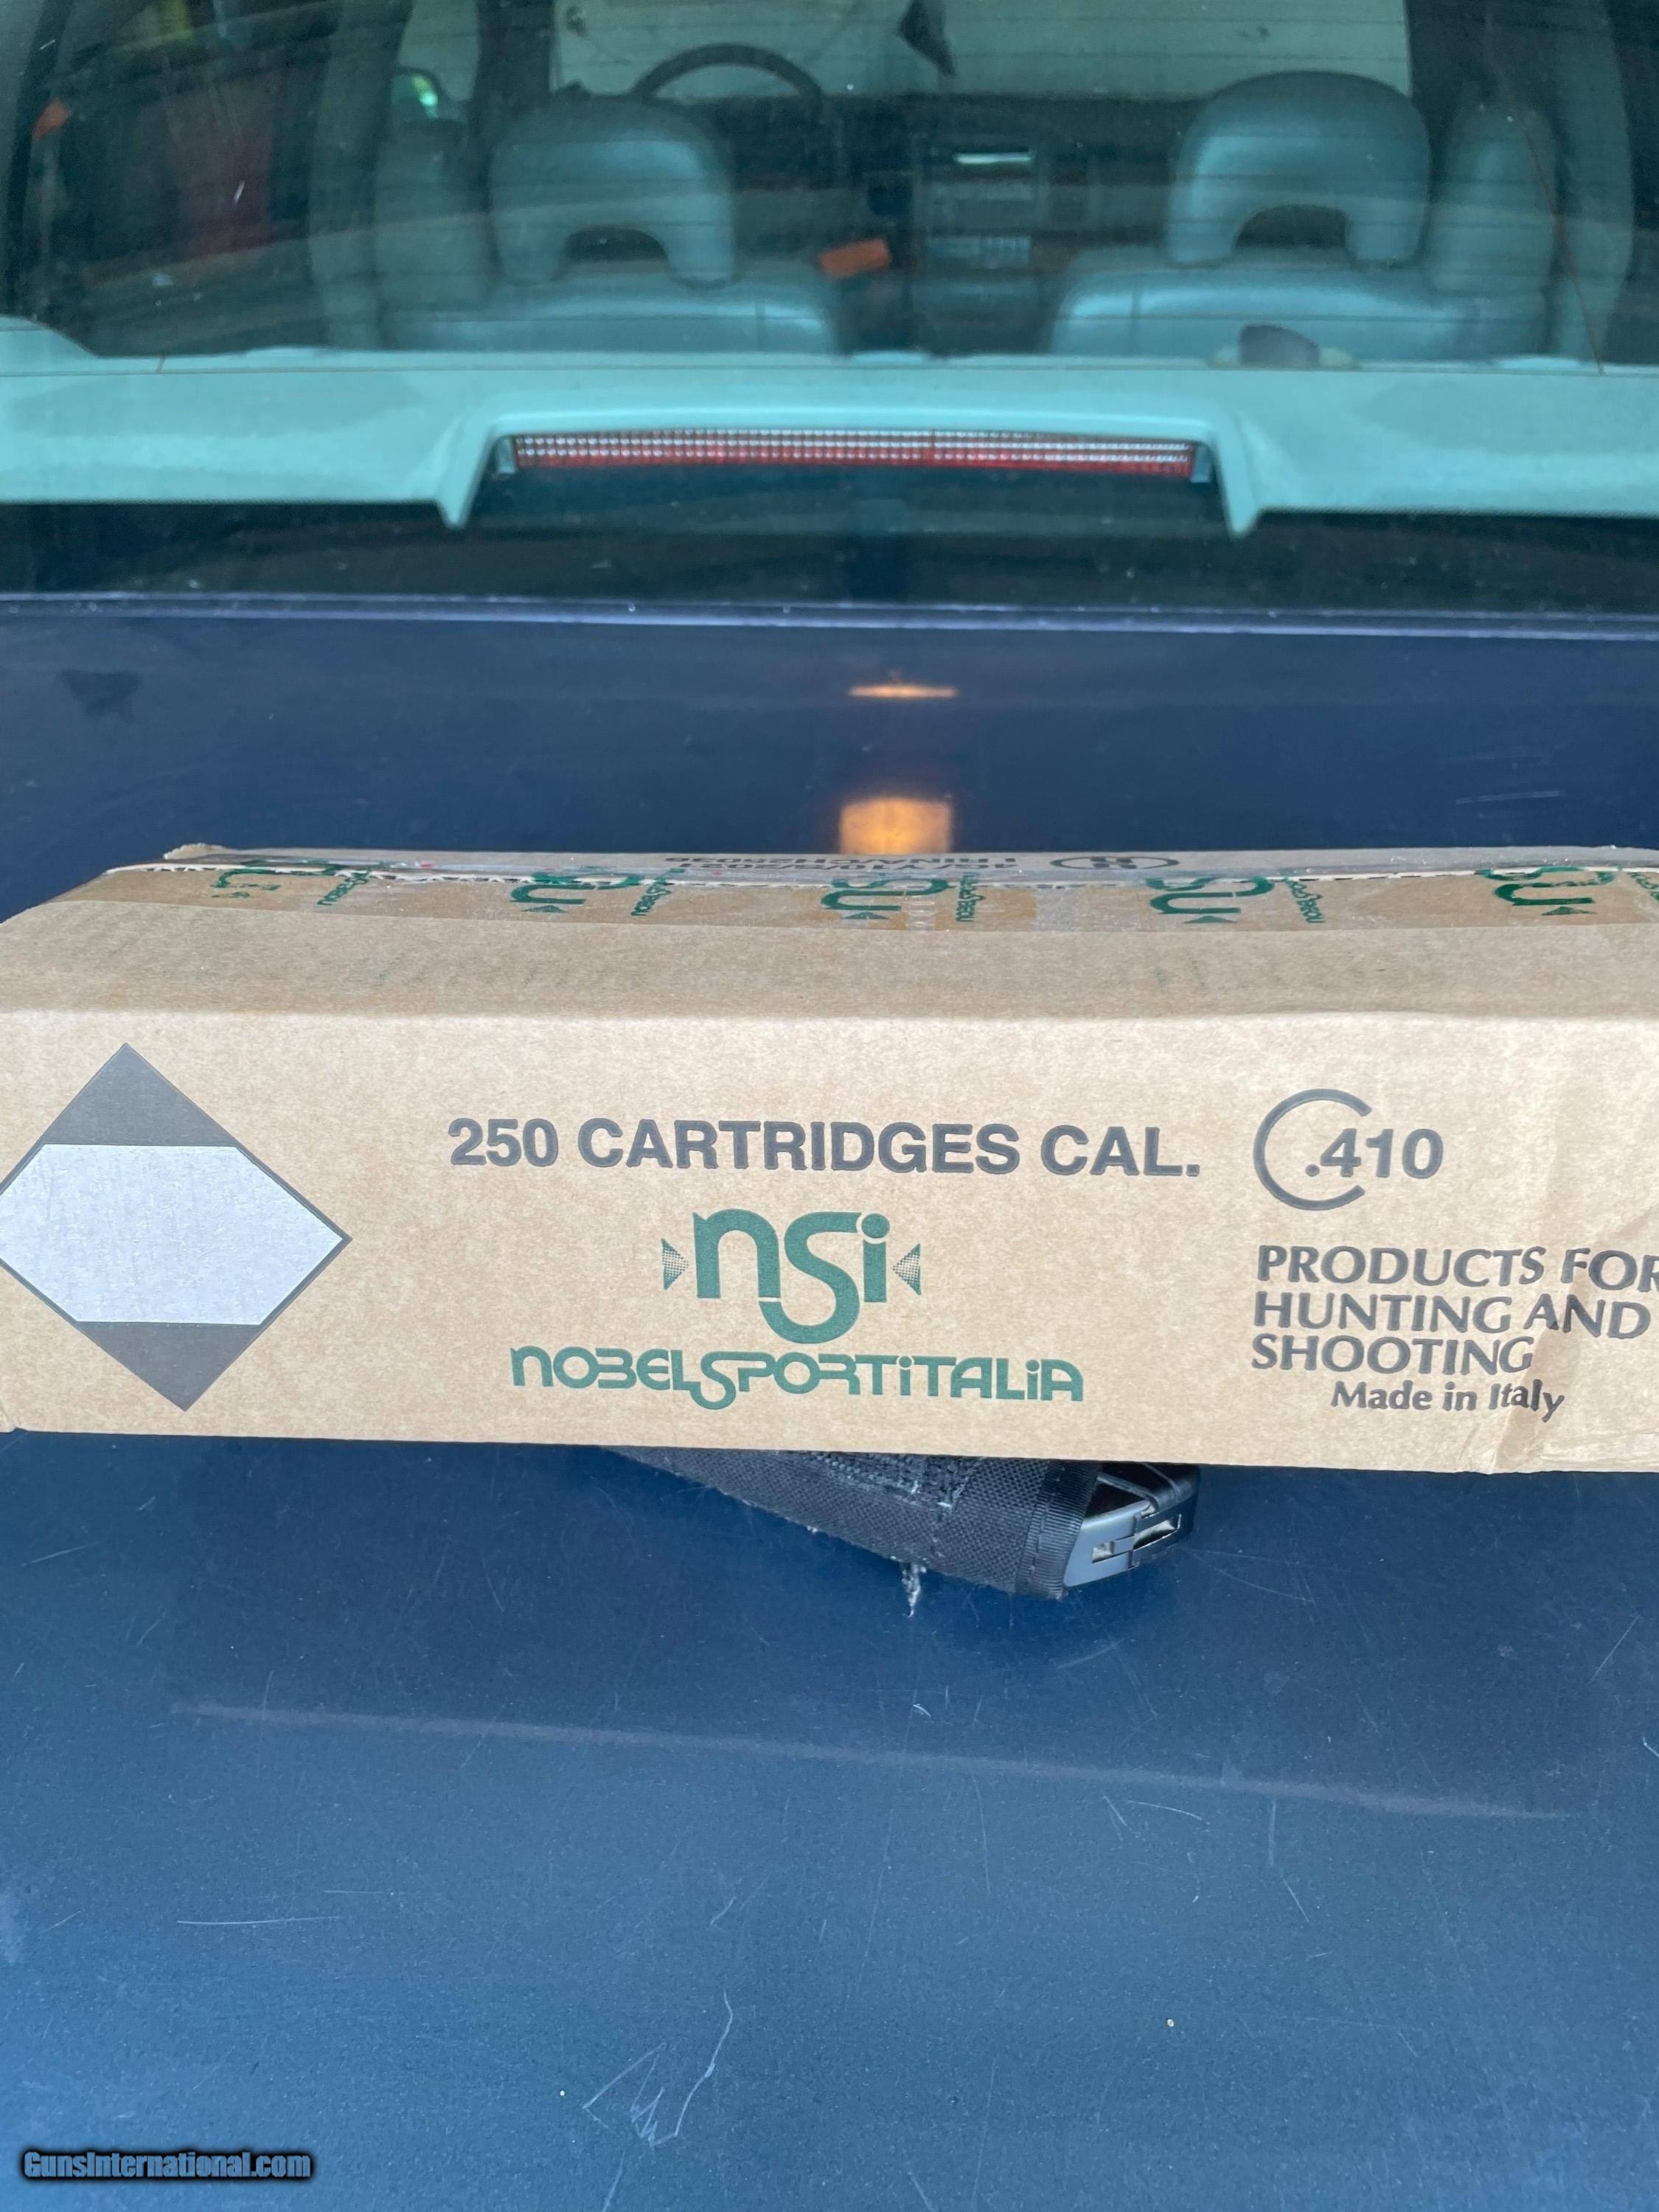 250 CARTRIDGES CAL. .410
nsi
NOBELSPORTITALIA
PRODUCTS FOR
HUNTING AND
SHOOTING
Made in Italy
GunsInternational.com